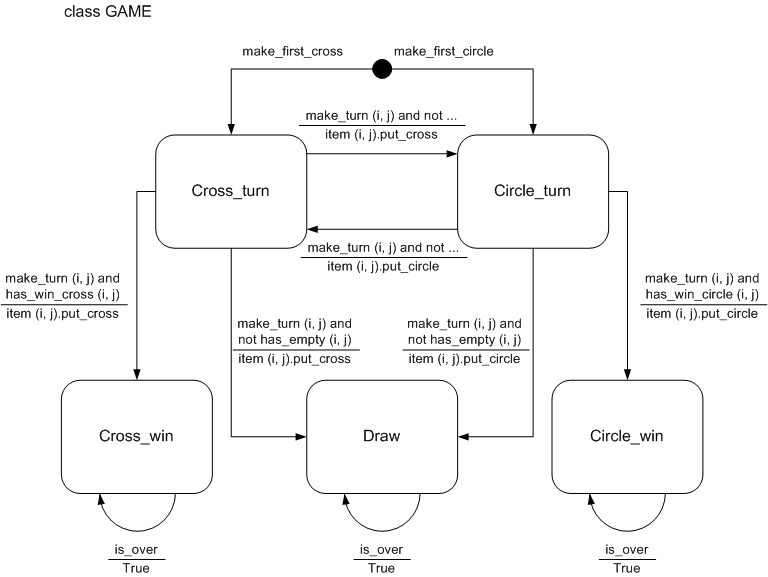 class GAME
make_first_cross
make_first_circle
make_turn (i, j) and not ...
item (i, j).put_cross
Cross_turn
Circle_turn
make_turn (i, j) and not ...
item (i, j).put_circle
make_turn (i, j) and
has_win_cross (i, j)
item (i, j).put_cross
make_turn (i, j) and
not has_empty (i, j)
item (i, j).put_cross
make_turn (i, j) and
not has_empty (i, j)
item (i, j).put_circle
make_turn (i, j) and
has_win_circle (i, j)
item (i, j).put_circle
Cross_win
Draw
Circle_win
is_over
True
is_over
True
is_over
True